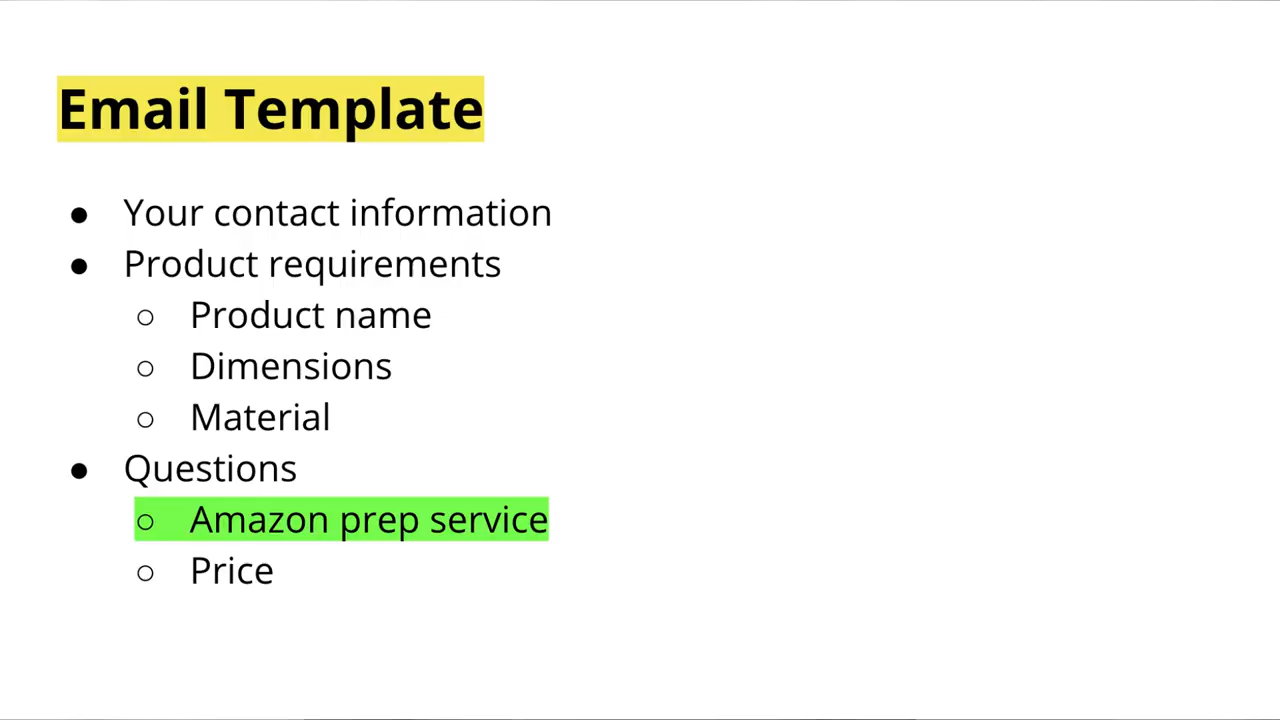 Email Template
● Your contact information
● Product requirements
○ Product name
○ Dimensions
○ Material
● Questions
○ Amazon prep service
○ Price